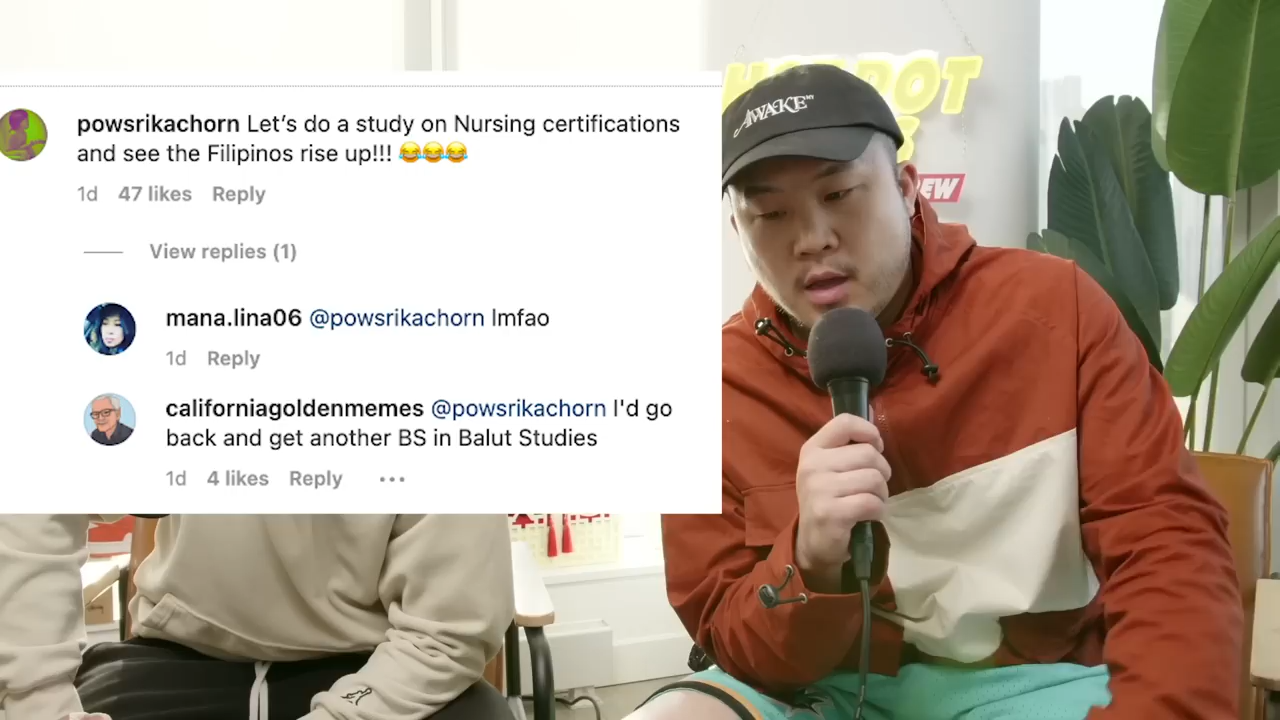 powsrikachorn Let's do a study on Nursing certifications
and see the Filipinos rise up!!! 😂😂😂
1d 47 likes Reply
View replies (1)
mana.lina06 @powsrikachorn lmfao
1d Reply
californiagoldenmemes @powsrikachorn I'd go
back and get another BS in Balut Studies
1d 4 likes Reply
AWAKE